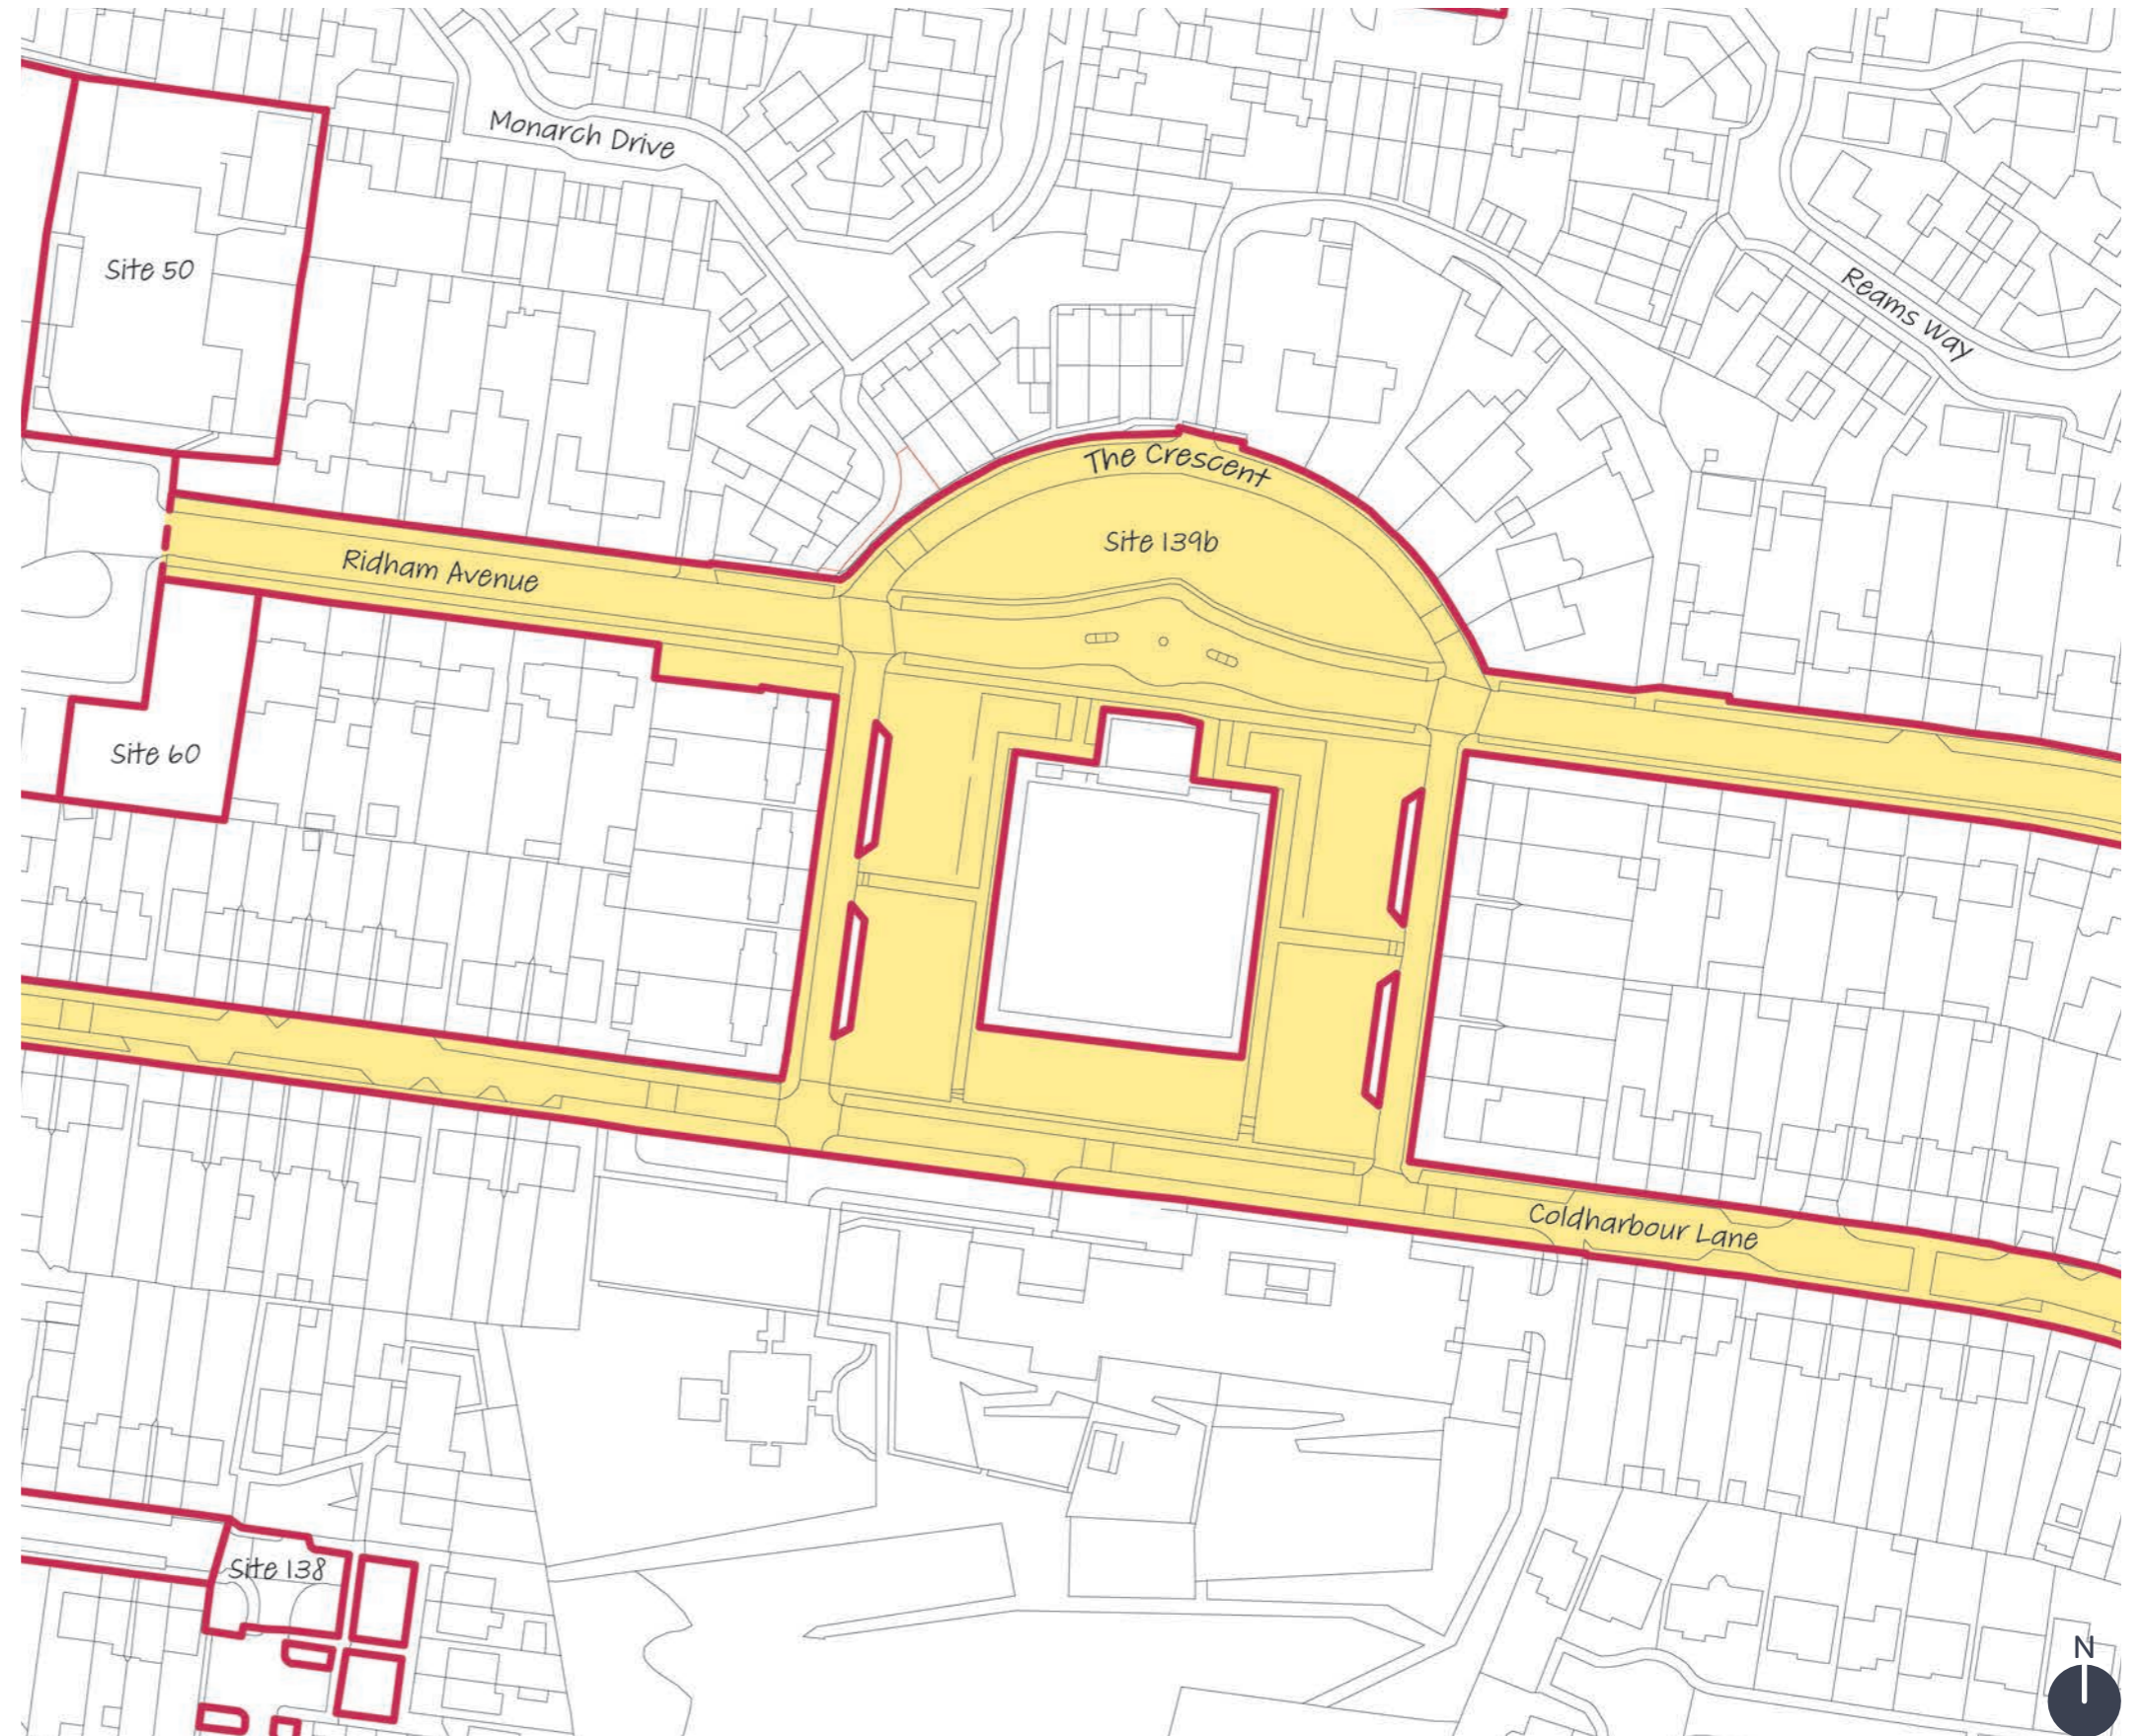 Monarch Drive
Site 50
Reams Way
The Crescent
Site 139b
Ridham Avenue
Site 60
Coldharbour Lane
Site 138
N